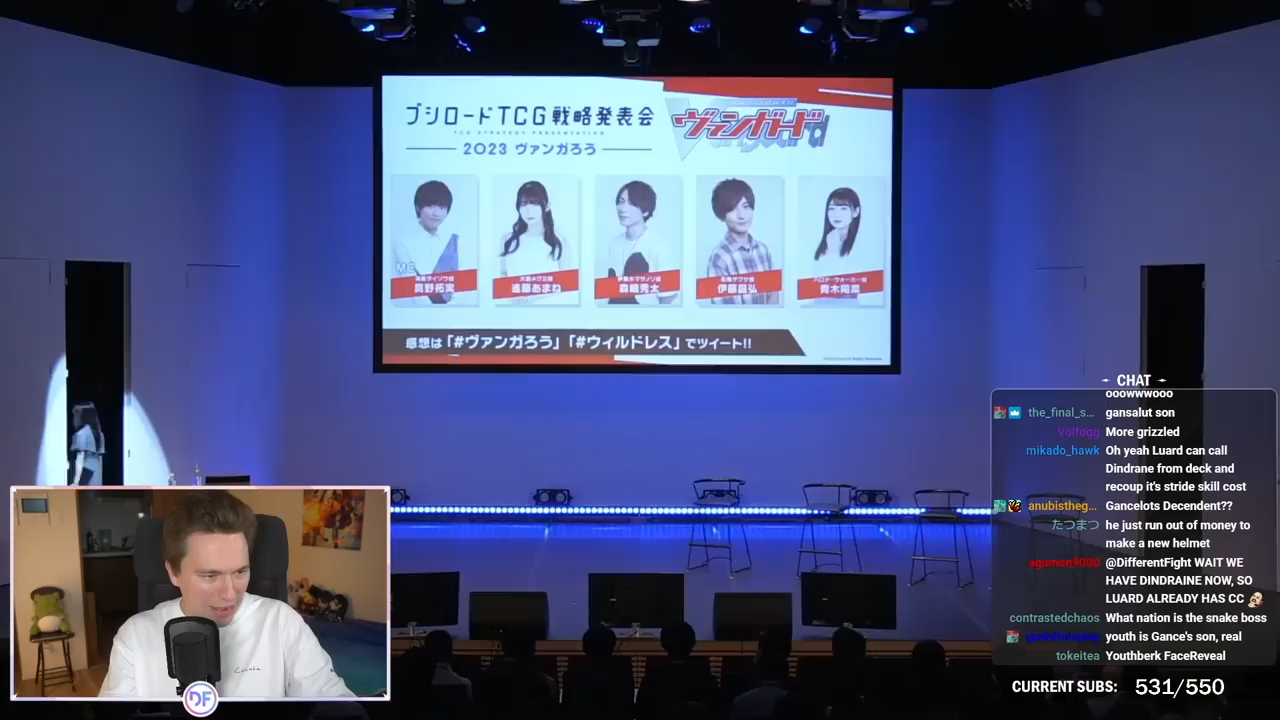 ブシロードTCG戦略発表会
TCG STRATEGY PRESENTATION
2023 ヴァンガろう
ヴァンガード
MC
進藤あまね
森嶋秀太
伊藤昌弘
青木陽菜
感想は「#ヴァンガろう」「#ウィルドレス」でツイート!!
CHAT
ooowwwooo
the_final_s... gansalut son
Volfogg More grizzled
mikado_hawk Oh yeah Luard can call
Dindrane from deck and
recoup it's stride skill cost
anubistheg... Gancelots Decendent??
たつまつ he just run out of money to
make a new helmet
agumon9000 @DifferentFight WAIT WE
HAVE DINDRAINE NOW, SO
LUARD ALREADY HAS CC
contrastedchaos What nation is the snake boss
youth is Gance's son, real
tokeitea Youthberk FaceReveal
CURRENT SUBS: 531/550
DF